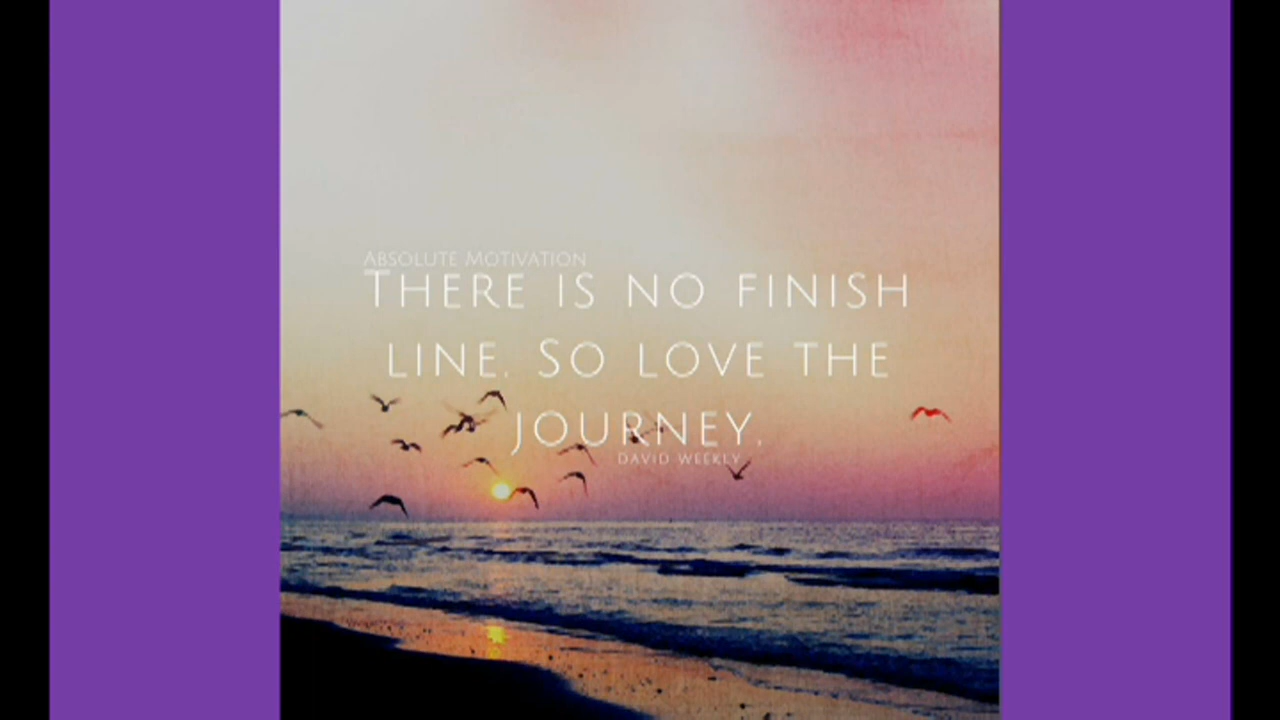 Absolute Motivation
There is no finish
line. So love the
journey.
David Weekly